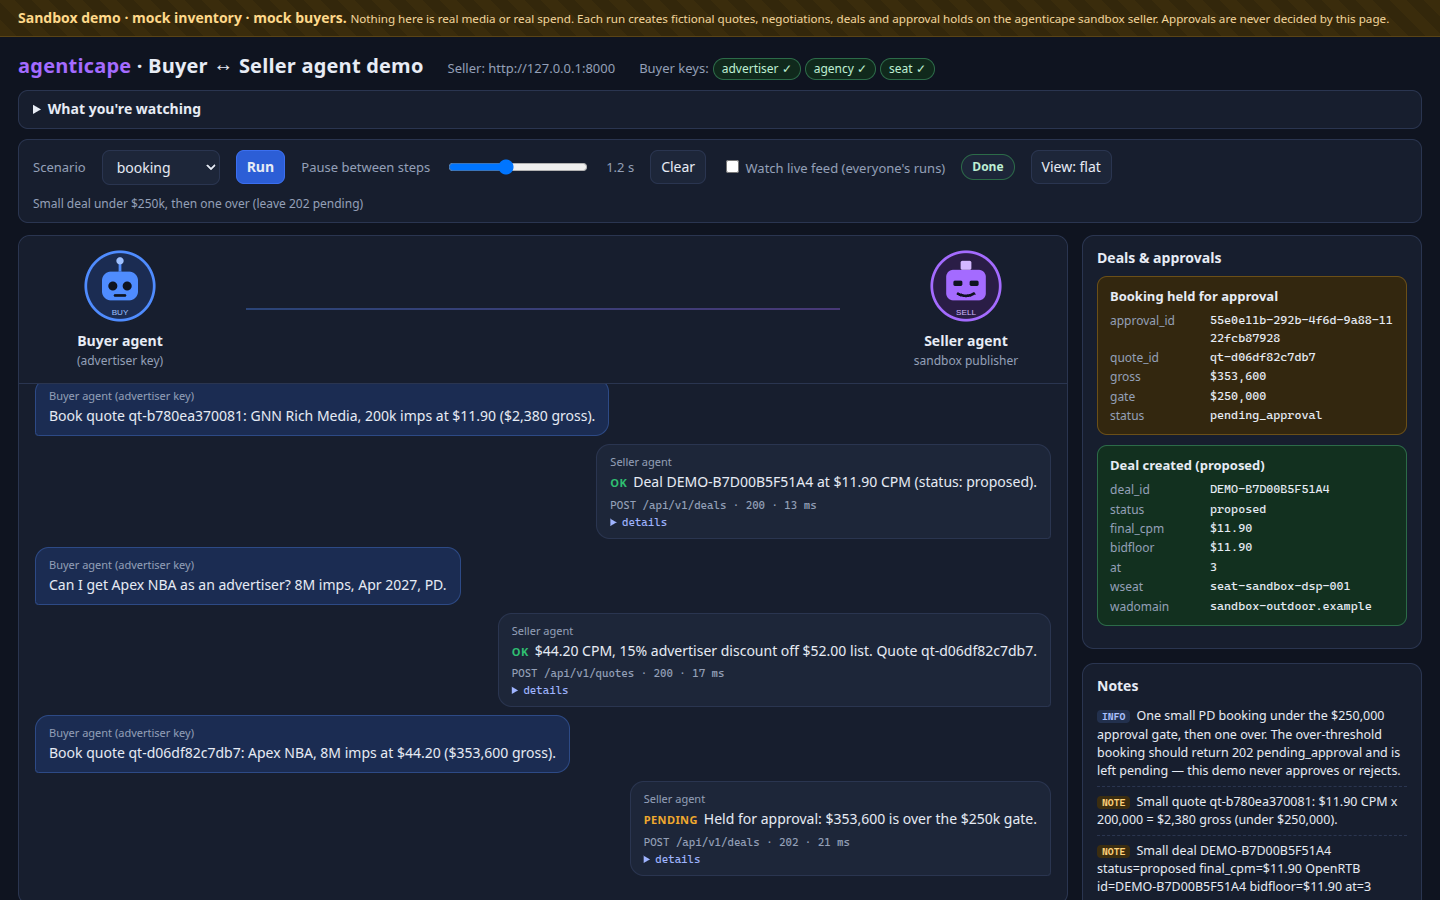 Sandbox demo · mock inventory · mock buyers. Nothing here is real media or real spend. Each run creates fictional quotes, negotiations, deals and approval holds on the agenticape sandbox seller. Approvals are never decided by this page.
agenticape · Buyer ↔ Seller agent demo Seller: http://127.0.0.1:8000 Buyer keys: advertiser ✓ agency ✓ seat ✓
▶ What you're watching
Scenario booking Run Pause between steps 1.2 s Clear Watch live feed (everyone's runs) Done View: flat
Small deal under $250k, then one over (leave 202 pending)
BUY
Buyer agent
(advertiser key)
SELL
Seller agent
sandbox publisher
Buyer agent (advertiser key)
Book quote qt-b780ea370081: GNN Rich Media, 200k imps at $11.90 ($2,380 gross).
Seller agent
OK Deal DEMO-B7D00B5F51A4 at $11.90 CPM (status: proposed).
POST /api/v1/deals · 200 · 13 ms
▶ details
Buyer agent (advertiser key)
Can I get Apex NBA as an advertiser? 8M imps, Apr 2027, PD.
Seller agent
OK $44.20 CPM, 15% advertiser discount off $52.00 list. Quote qt-d06df82c7db7.
POST /api/v1/quotes · 200 · 17 ms
▶ details
Buyer agent (advertiser key)
Book quote qt-d06df82c7db7: Apex NBA, 8M imps at $44.20 ($353,600 gross).
Seller agent
PENDING Held for approval: $353,600 is over the $250k gate.
POST /api/v1/deals · 202 · 21 ms
▶ details
Deals & approvals
Booking held for approval
approval_id 55e0e11b-292b-4f6d-9a88-11
22fcb87928
quote_id qt-d06df82c7db7
gross $353,600
gate $250,000
status pending_approval
Deal created (proposed)
deal_id DEMO-B7D00B5F51A4
status proposed
final_cpm $11.90
bidfloor $11.90
at 3
wseat seat-sandbox-dsp-001
wadomain sandbox-outdoor.example
Notes
INFO One small PD booking under the $250,000
approval gate, then one over. The over-threshold
booking should return 202 pending_approval and is
left pending — this demo never approves or rejects.
NOTE Small quote qt-b780ea370081: $11.90 CPM x
200,000 = $2,380 gross (under $250,000).
NOTE Small deal DEMO-B7D00B5F51A4
status=proposed final_cpm=$11.90 OpenRTB
id=DEMO-B7D00B5F51A4 bidfloor=$11.90 at=3